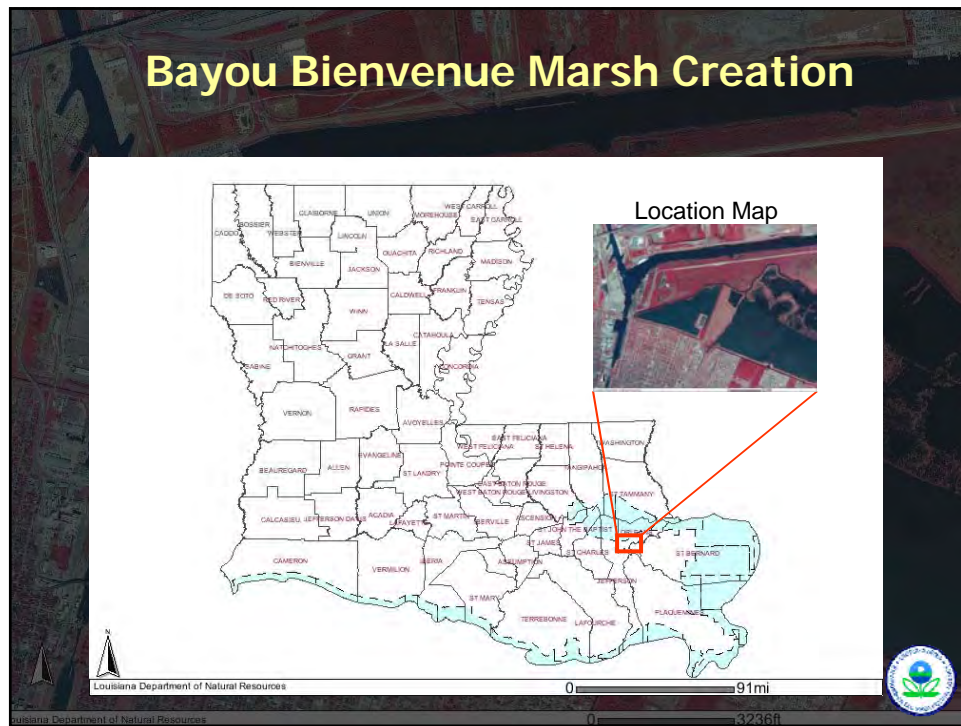 Bayou Bienvenue Marsh Creation
Location Map
CLAIBORNE
UNION
MOREHOUSE
WEST CARROLL
EAST CARROLL
CADDO
BOSSIER
WEBSTER
LINCOLN
OUACHITA
RICHLAND
MADISON
BIENVILLE
JACKSON
CALDWELL
FRANKLIN
TENSAS
DE SOTO
RED RIVER
WINN
CATAHOULA
NATCHITOCHES
GRANT
LA SALLE
CONCORDIA
SABINE
VERNON
RAPIDES
AVOYELLES
EAST FELICIANA
WEST FELICIANA
ST HELENA
WASHINGTON
EVANGELINE
POINTE COUPEE
TANGIPAHOA
BEAUREGARD
ALLEN
ST LANDRY
EAST BATON ROUGE
WEST BATON ROUGE
LIVINGSTON
ST TAMMANY
CALCASIEU
JEFFERSON DAVIS
ACADIA
LAFAYETTE
ST MARTIN
IBERVILLE
ASCENSION
ST JOHN THE BAPTIST
ORLEANS
ST JAMES
ST CHARLES
ST BERNARD
CAMERON
VERMILION
IBERIA
ASSUMPTION
JEFFERSON
ST MARY
PLAQUEMINES
TERREBONNE
LAFOURCHE
N
Louisiana Department of Natural Resources
0 91mi
ouisiana Department of Natural Resources
0 3236ft